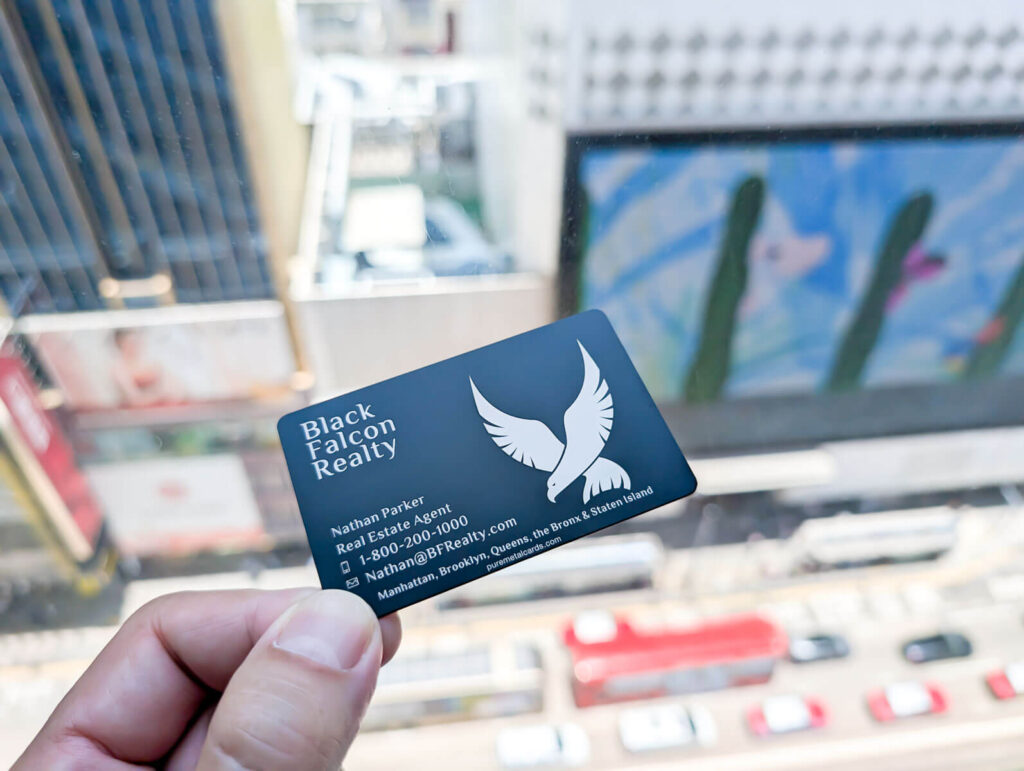 Black
Falcon
Realty
Nathan Parker
Real Estate Agent
1-800-200-1000
Nathan@BFRealty.com
Manhattan, Brooklyn, Queens, the Bronx & Staten Island
puremetalcards.com